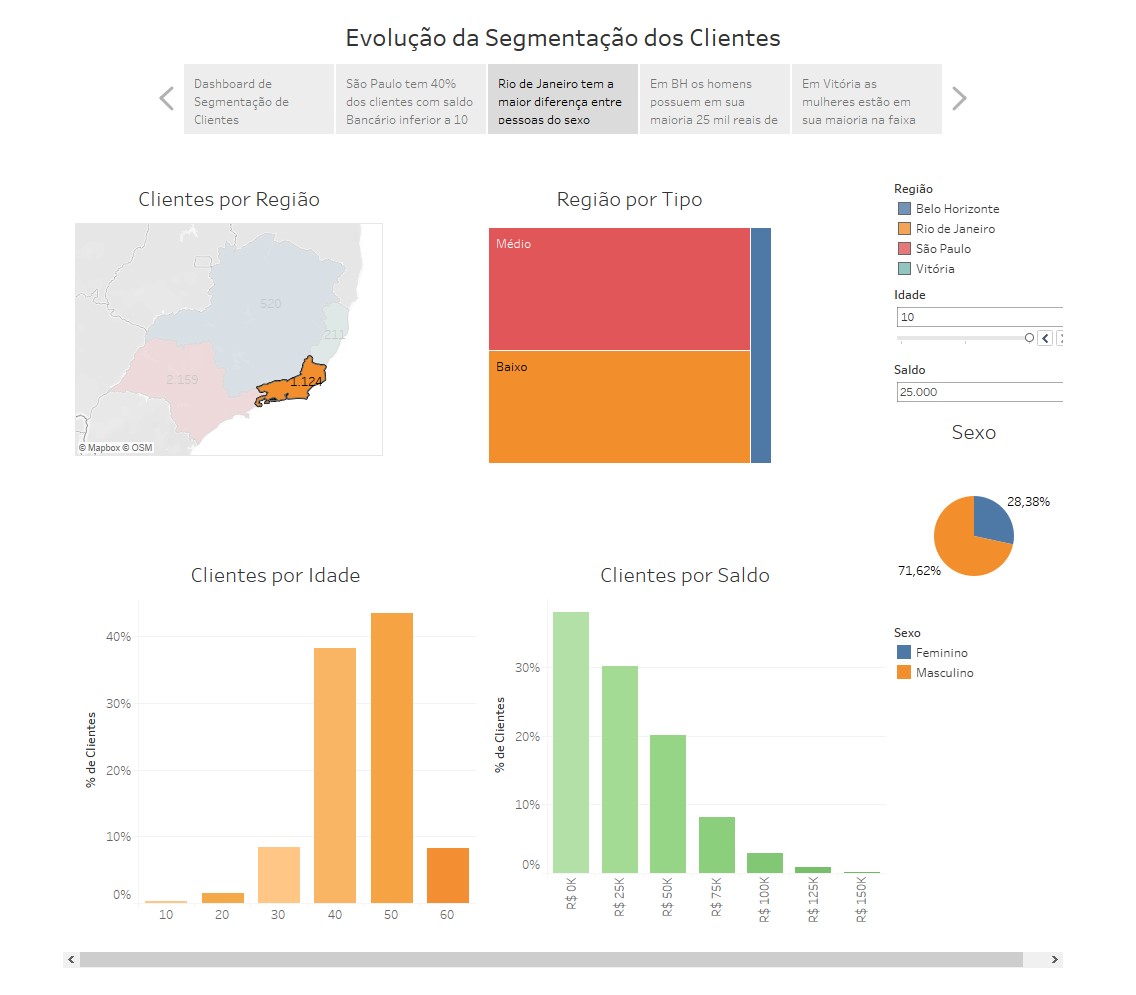 Evolução da Segmentação dos Clientes
Dashboard de
Segmentação de
Clientes
São Paulo tem 40%
dos clientes com saldo
Bancário inferior a 10
Rio de Janeiro tem a
maior diferença entre
pessoas do sexo
Em BH os homens
possuem em sua
maioria 25 mil reais de
Em Vitória as
mulheres estão em
sua maioria na faixa
Clientes por Região
520
211
2.159
1.124
© Mapbox © OSM
Região por Tipo
Médio
Baixo
Região
Belo Horizonte
Rio de Janeiro
São Paulo
Vitória
Idade
10
Saldo
25.000
Sexo
28,38%
71,62%
Sexo
Feminino
Masculino
Clientes por Idade
% de Clientes
40%
30%
20%
10%
0%
10 20 30 40 50 60
Clientes por Saldo
% de Clientes
30%
20%
10%
0%
R$ 0K
R$ 25K
R$ 50K
R$ 75K
R$ 100K
R$ 125K
R$ 150K